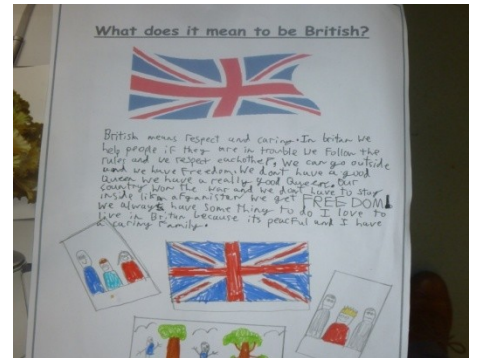 What does it mean to be British?
British means respect and caring. In britan we
help people if they are in trouble we follow the
rules and we respect eachother, we can go outside
and we have freedom. We dont have a good
Queen we have a really good Queen. Our
country won the war and we dont have to stay
inside like afganistan we get FREEDOM!
we always have some thing to do I love to
live in Britan because its peaceful and I have
a caring family.